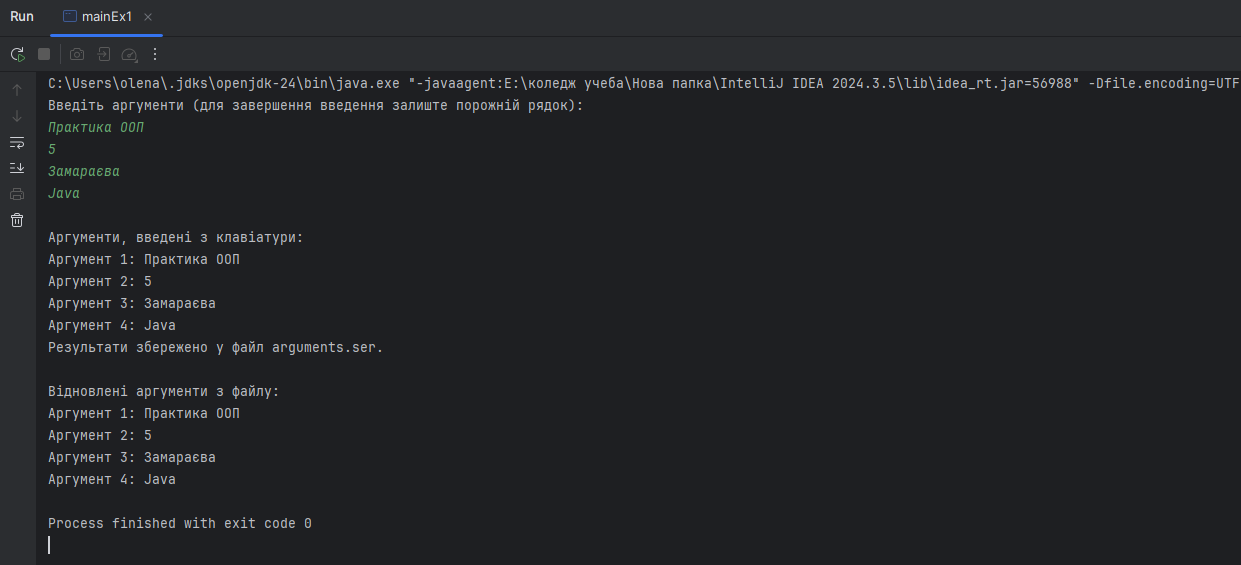 Run mainEx1
C:\Users\olena\.jdks\openjdk-24\bin\java.exe "-javaagent:E:\коледж учеба\Нова папка\IntelliJ IDEA 2024.3.5\lib\idea_rt.jar=56988" -Dfile.encoding=UTF
Введіть аргументи (для завершення введення залиште порожній рядок):
Практика ООП
5
Замараєва
Java
Аргументи, введені з клавіатури:
Аргумент 1: Практика ООП
Аргумент 2: 5
Аргумент 3: Замараєва
Аргумент 4: Java
Результати збережено у файл arguments.ser.
Відновлені аргументи з файлу:
Аргумент 1: Практика ООП
Аргумент 2: 5
Аргумент 3: Замараєва
Аргумент 4: Java
Process finished with exit code 0